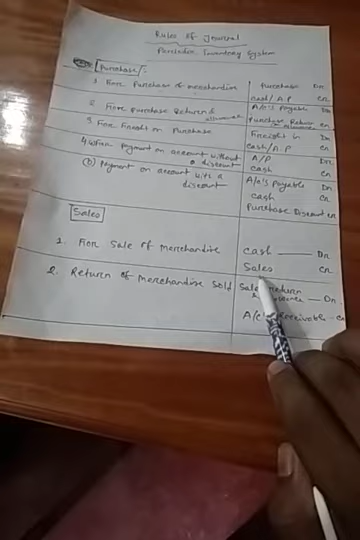 Rules of Journal
Periodic Inventory System
Purchase/:
1. For Purchase of merchandise Purchase Dr.
cash/A.P Cr
2. For Purchase Return & allowance A/c's Payable Dr.
Purchase Return & allowance Cr
3. For Freight on Purchase Freight in Dr.
cash/A.P Cr
4. (a) For Payment on account without a discount A/P Dr.
cash Cr
(b) Payment on account with a discount A/c's Payable Dr.
cash Cr
Purchase Discount Cr
Sales
1. For Sale of Merchandise cash — Dr
Sales Cr
2. Return of Merchandise Sold Sales return
— Dr.
A/c's Receivable - Cr